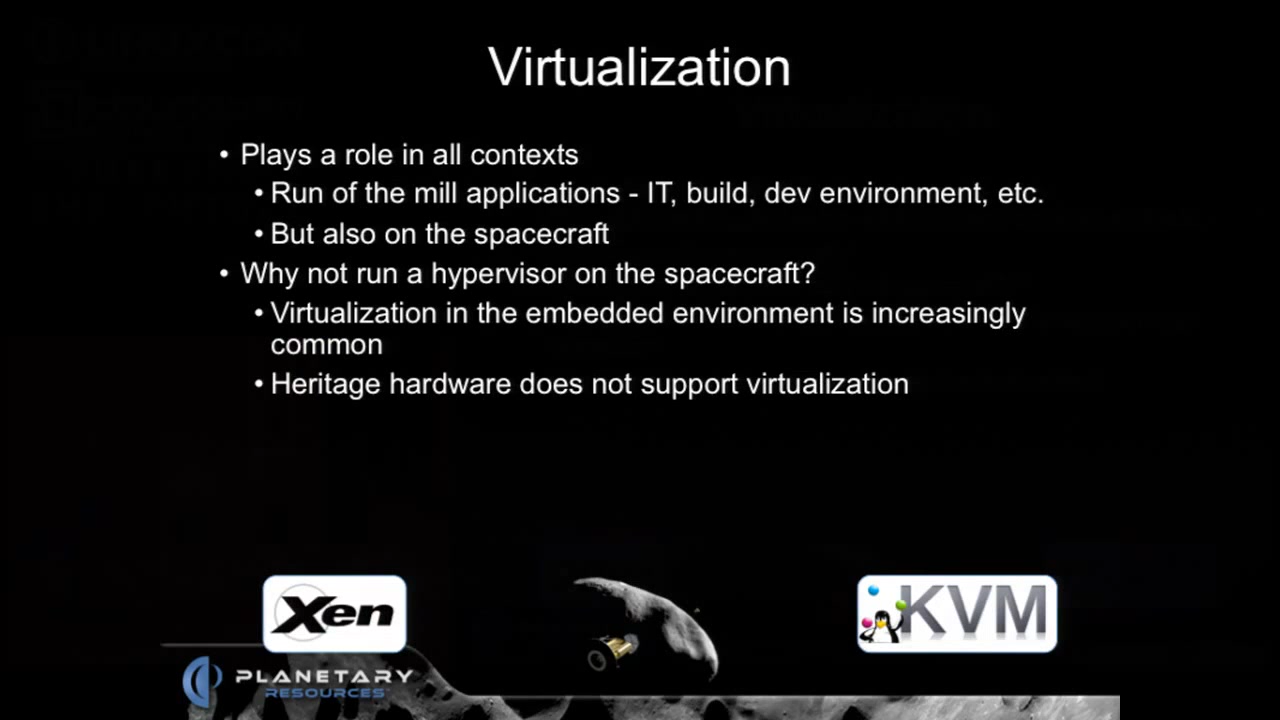 Virtualization
• Plays a role in all contexts
• Run of the mill applications - IT, build, dev environment, etc.
• But also on the spacecraft
• Why not run a hypervisor on the spacecraft?
• Virtualization in the embedded environment is increasingly
common
• Heritage hardware does not support virtualization
Xen
KVM
PLANETARY
RESOURCES